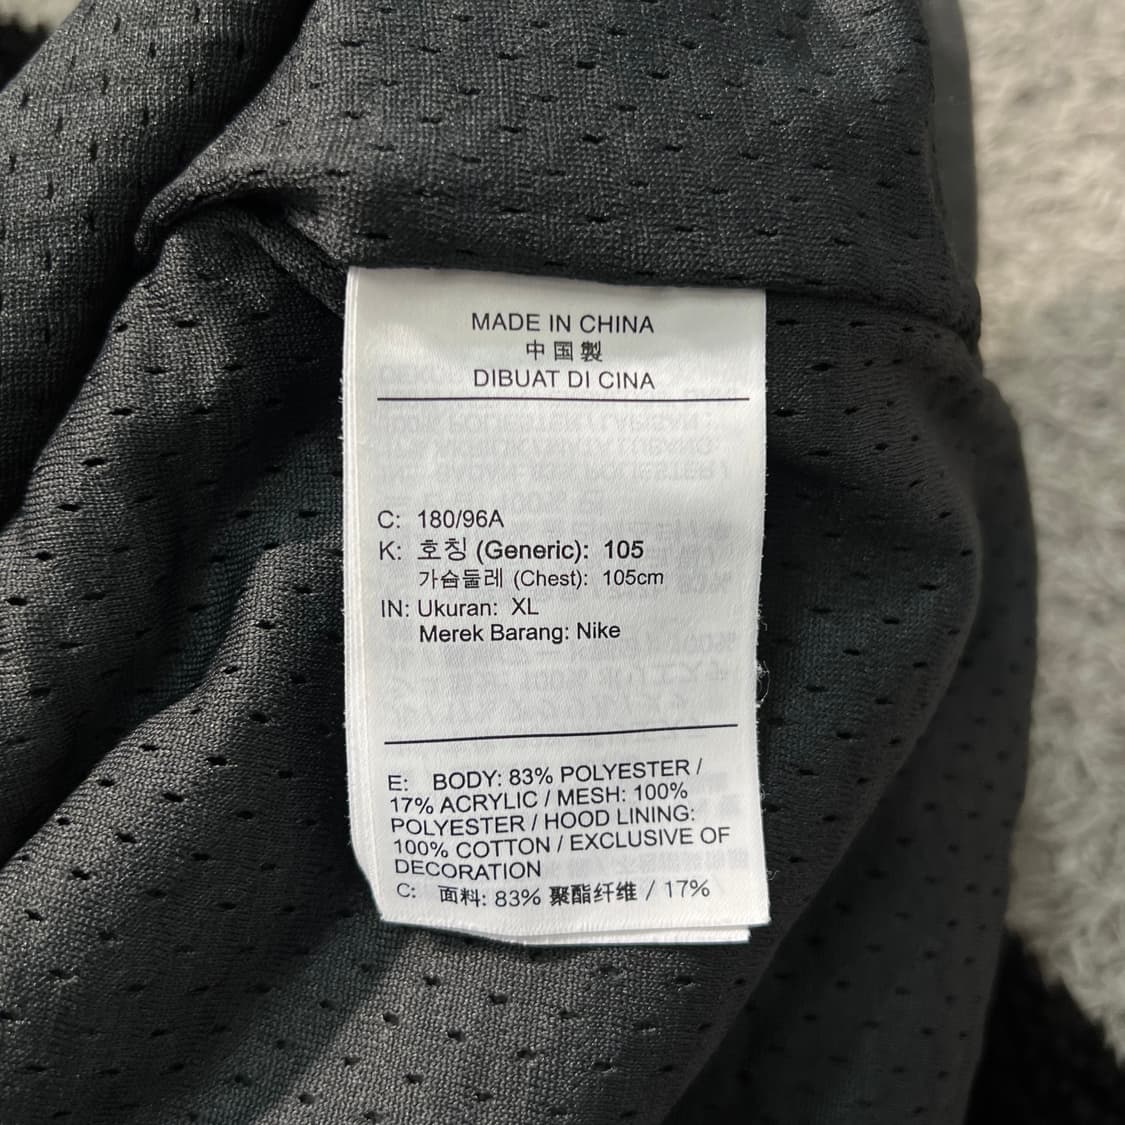 MADE IN CHINA
中国製
DIBUAT DI CINA
C: 180/96A
K: 호칭 (Generic): 105
가슴둘레 (Chest): 105cm
IN: Ukuran: XL
Merek Barang: Nike
E: BODY: 83% POLYESTER /
17% ACRYLIC / MESH: 100%
POLYESTER / HOOD LINING:
100% COTTON / EXCLUSIVE OF
DECORATION
C: 面料: 83% 聚酯纤维 / 17%